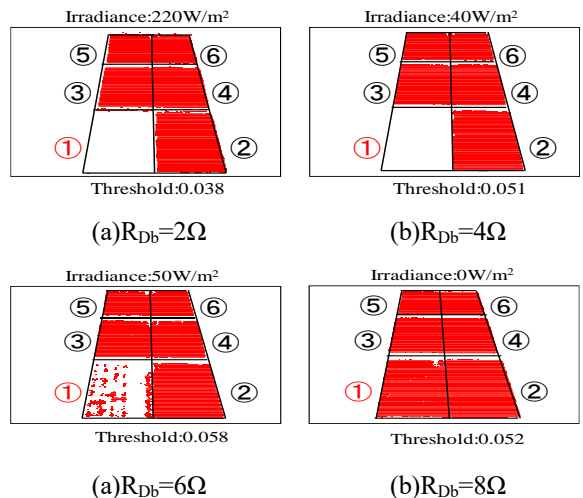 Irradiance:220W/m²
⑤ ⑥
③ ④
① ②
Threshold:0.038
(a)R_Db=2Ω
Irradiance:40W/m²
⑤ ⑥
③ ④
① ②
Threshold:0.051
(b)R_Db=4Ω
Irradiance:50W/m²
⑤ ⑥
③ ④
① ②
Threshold:0.058
(a)R_Db=6Ω
Irradiance:0W/m²
⑤ ⑥
③ ④
① ②
Threshold:0.052
(b)R_Db=8Ω